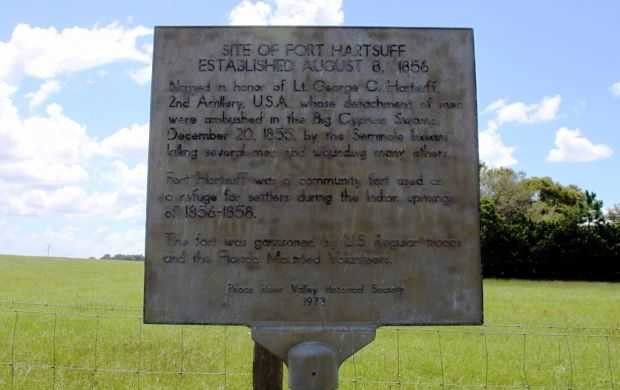 SITE OF FORT HARTSUFF
ESTABLISHED AUGUST 8, 1856
Named in honor of Lt. George C. Hartsuff,
2nd Artillery, U.S.A. whose detachment of men
were ambushed in the Big Cypress Swamp,
December 20, 1855, by the Seminole Indians
killing several men and wounding many others.
Fort Hartsuff was a community fort used as
a refuge for settlers during the Indian uprisings
of 1856-1858.
The fort was garrisoned by U.S. Regular troops
and the Florida Mounted Volunteers.
Peace River Valley Historical Society
1973